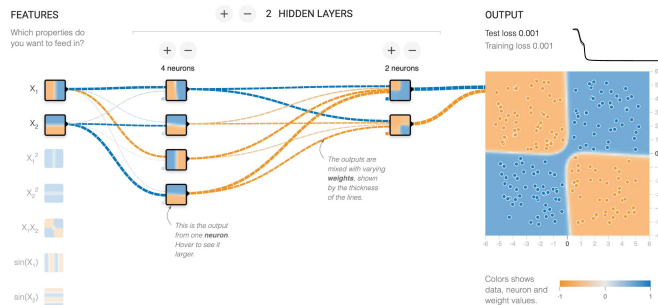 FEATURES
Which properties do
you want to feed in?
X₁
X₂
X₁²
X₂²
X₁X₂
sin(X₁)
sin(X₂)
+ − 2 HIDDEN LAYERS
+ −
4 neurons
+ −
2 neurons
This is the output
from one neuron.
Hover to see it
larger.
The outputs are
mixed with varying
weights, shown
by the thickness
of the lines.
OUTPUT
Test loss 0.001
Training loss 0.001
-6 -5 -4 -3 -2 -1 0 1 2 3 4 5 6
Colors shows
data, neuron and
weight values.
-1 0 1